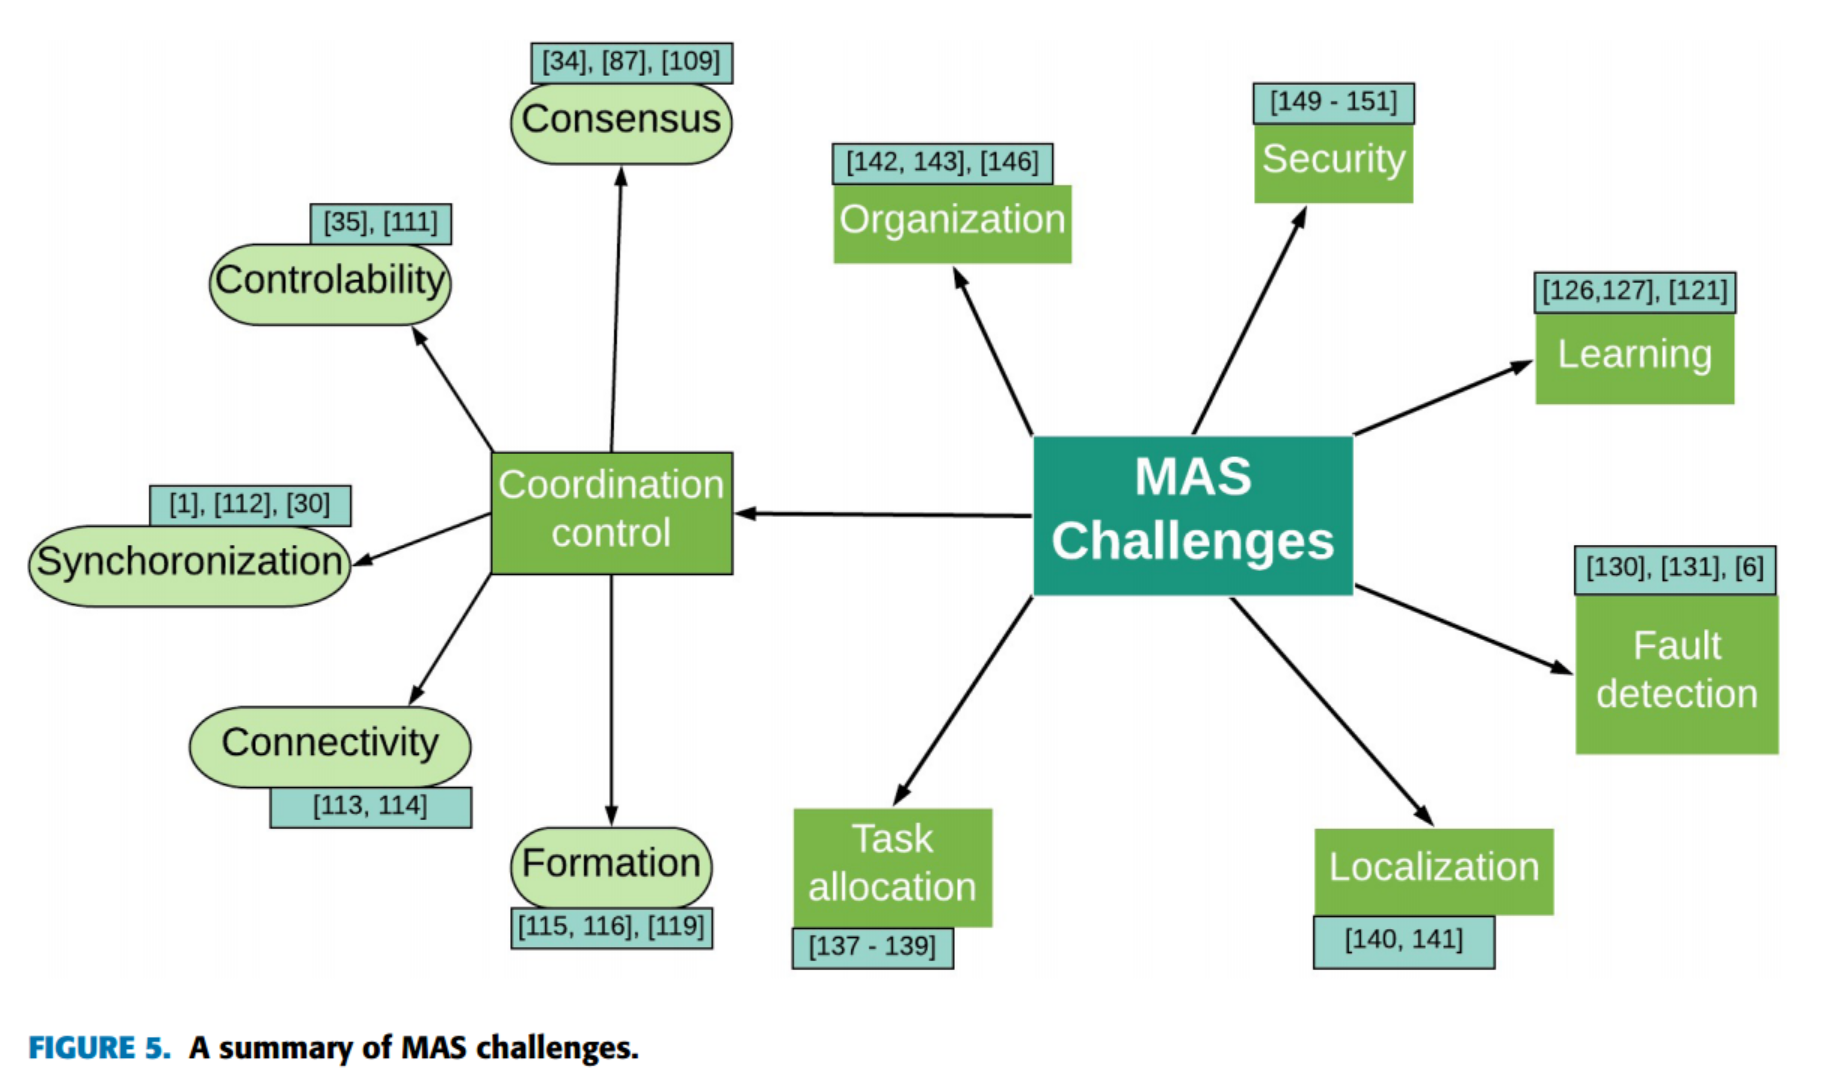 [34], [87], [109]
Consensus
[149 - 151]
Security
[142, 143], [146]
Organization
[35], [111]
Controlability
[126,127], [121]
Learning
Coordination
control
MAS
Challenges
[1], [112], [30]
Synchoronization
[130], [131], [6]
Fault
detection
Connectivity
[113, 114]
Formation
[115, 116], [119]
Task
allocation
[137 - 139]
Localization
[140, 141]
FIGURE 5. A summary of MAS challenges.